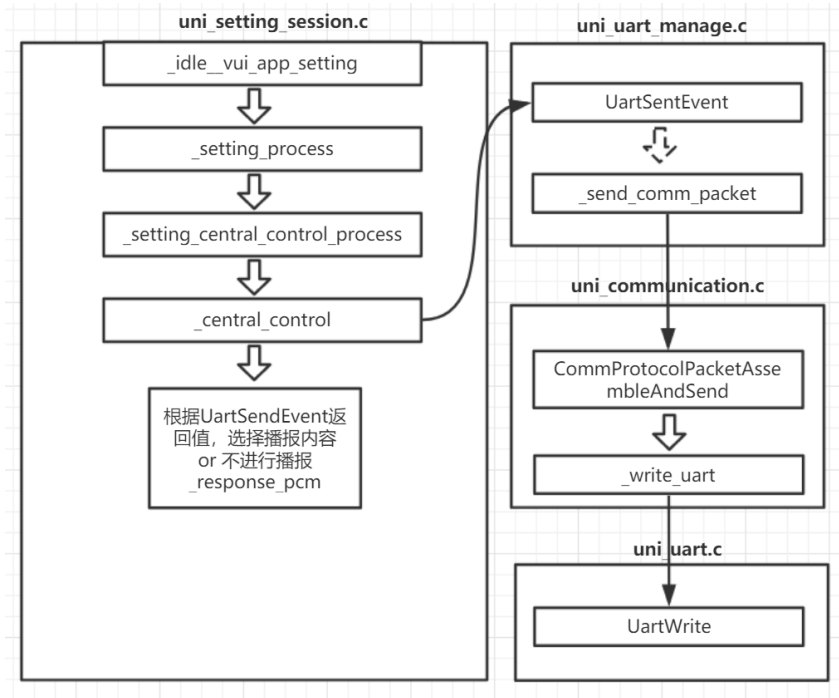 uni_setting_session.c
_idle__vui_app_setting
_setting_process
_setting_central_control_process
_central_control
根据UartSendEvent返
回值，选择播报内容
or 不进行播报
_response_pcm
uni_uart_manage.c
UartSentEvent
_send_comm_packet
uni_communication.c
CommProtocolPacketAsse
mbleAndSend
_write_uart
uni_uart.c
UartWrite